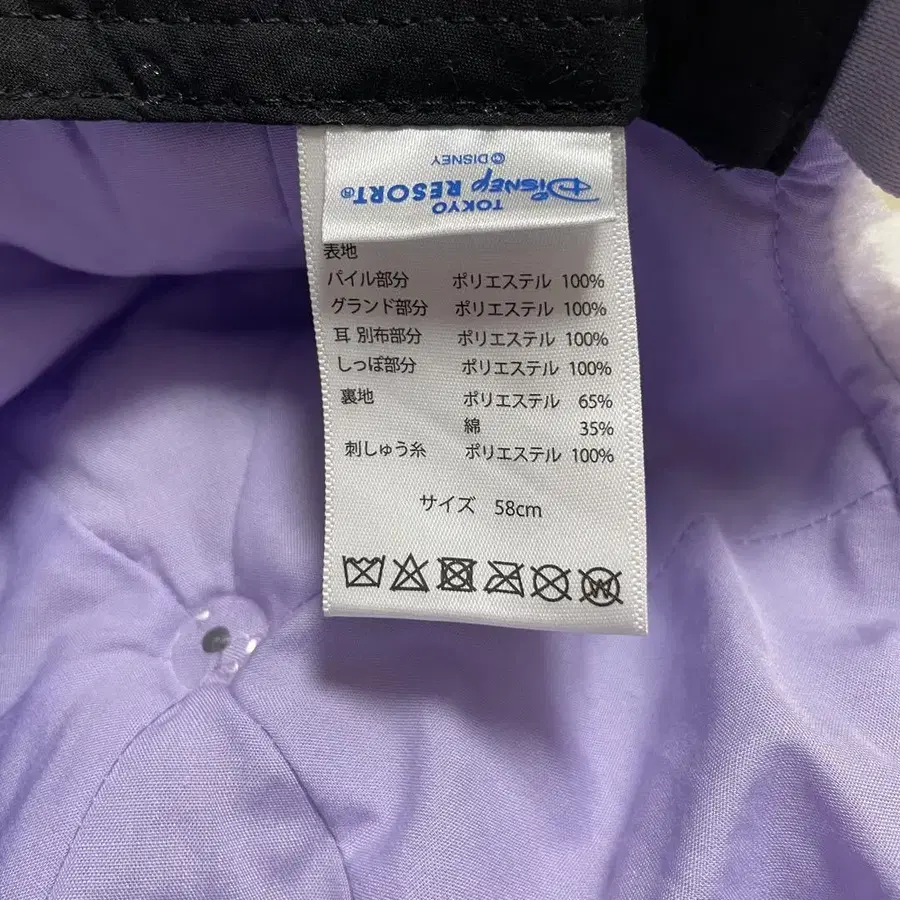 TOKYO
Disney RESORT®
© DISNEY
表地
パイル部分 ポリエステル 100%
グランド部分 ポリエステル 100%
耳 別布部分 ポリエステル 100%
しっぽ部分 ポリエステル 100%
裏地 ポリエステル 65%
綿 35%
刺しゅう糸 ポリエステル 100%
サイズ 58cm
W